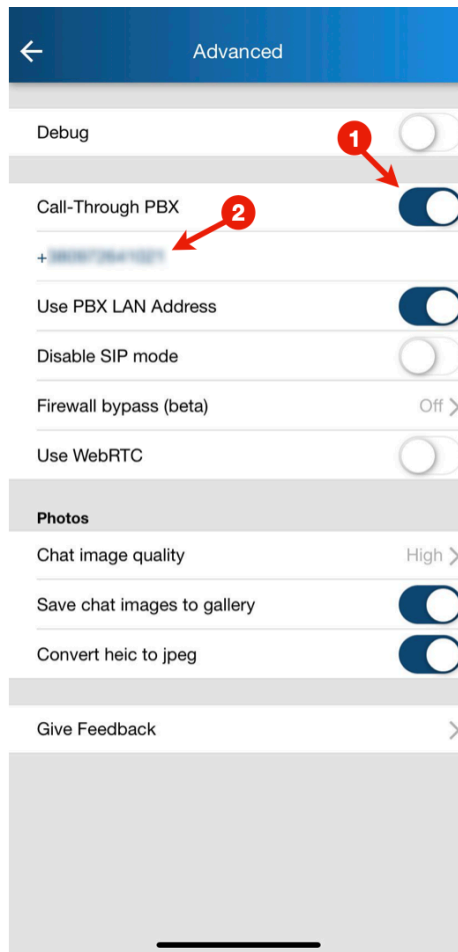 Advanced
Debug
1
Call-Through PBX
2
+
Use PBX LAN Address
Disable SIP mode
Firewall bypass (beta) Off
Use WebRTC
Photos
Chat image quality High
Save chat images to gallery
Convert heic to jpeg
Give Feedback